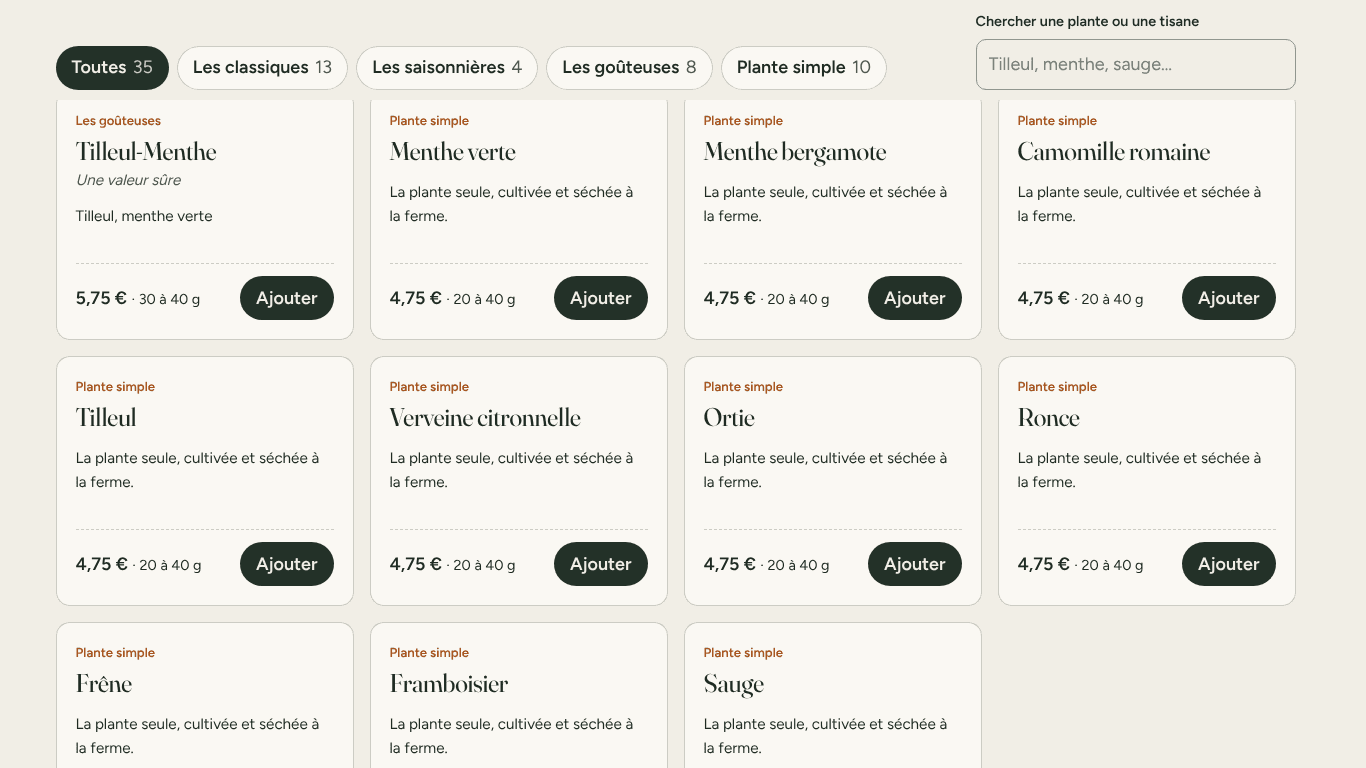 Chercher une plante ou une tisane
Toutes 35
Les classiques 13
Les saisonnières 4
Les goûteuses 8
Plante simple 10
Tilleul, menthe, sauge…
Les goûteuses
Tilleul-Menthe
Une valeur sûre
Tilleul, menthe verte
5,75 € · 30 à 40 g
Ajouter
Plante simple
Menthe verte
La plante seule, cultivée et séchée à
la ferme.
4,75 € · 20 à 40 g
Ajouter
Plante simple
Menthe bergamote
La plante seule, cultivée et séchée à
la ferme.
4,75 € · 20 à 40 g
Ajouter
Plante simple
Camomille romaine
La plante seule, cultivée et séchée à
la ferme.
4,75 € · 20 à 40 g
Ajouter
Plante simple
Tilleul
La plante seule, cultivée et séchée à
la ferme.
4,75 € · 20 à 40 g
Ajouter
Plante simple
Verveine citronnelle
La plante seule, cultivée et séchée à
la ferme.
4,75 € · 20 à 40 g
Ajouter
Plante simple
Ortie
La plante seule, cultivée et séchée à
la ferme.
4,75 € · 20 à 40 g
Ajouter
Plante simple
Ronce
La plante seule, cultivée et séchée à
la ferme.
4,75 € · 20 à 40 g
Ajouter
Plante simple
Frêne
La plante seule, cultivée et séchée à
la ferme.
Plante simple
Framboisier
La plante seule, cultivée et séchée à
la ferme.
Plante simple
Sauge
La plante seule, cultivée et séchée à
la ferme.